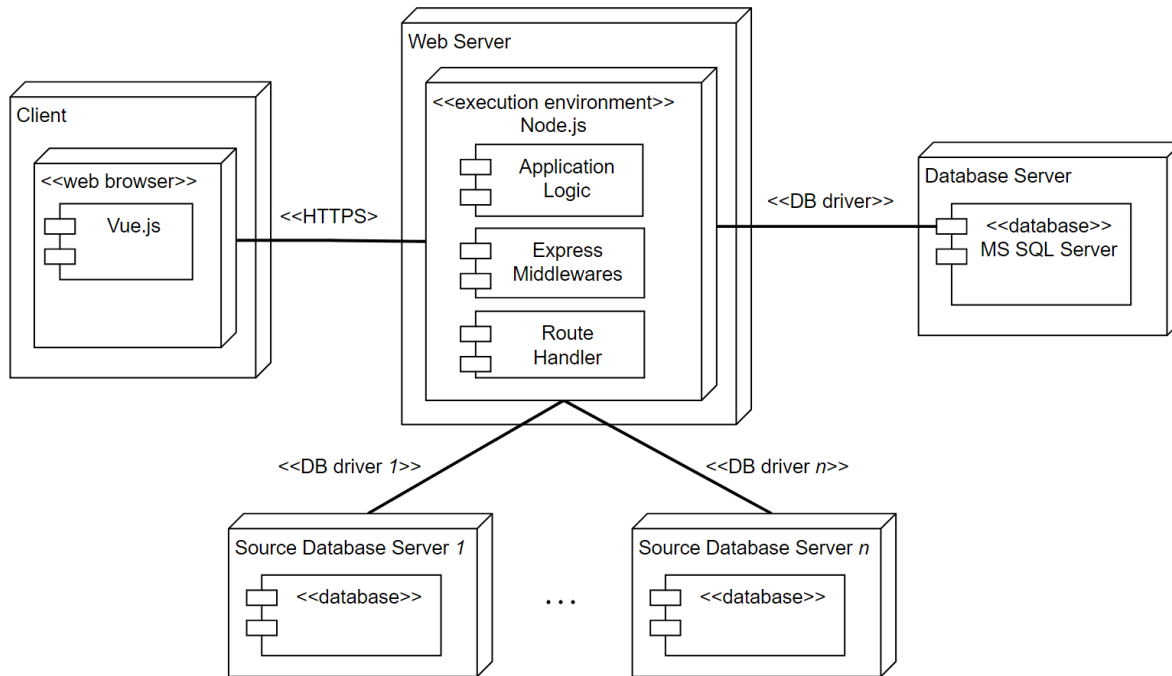 Web Server
<<execution environment>>
Node.js
Application
Logic
Express
Middlewares
Route
Handler
Client
<<web browser>>
Vue.js
<<HTTPS>
<<DB driver>>
Database Server
<<database>>
MS SQL Server
<<DB driver 1>>
<<DB driver n>>
Source Database Server 1
<<database>>
...
Source Database Server n
<<database>>